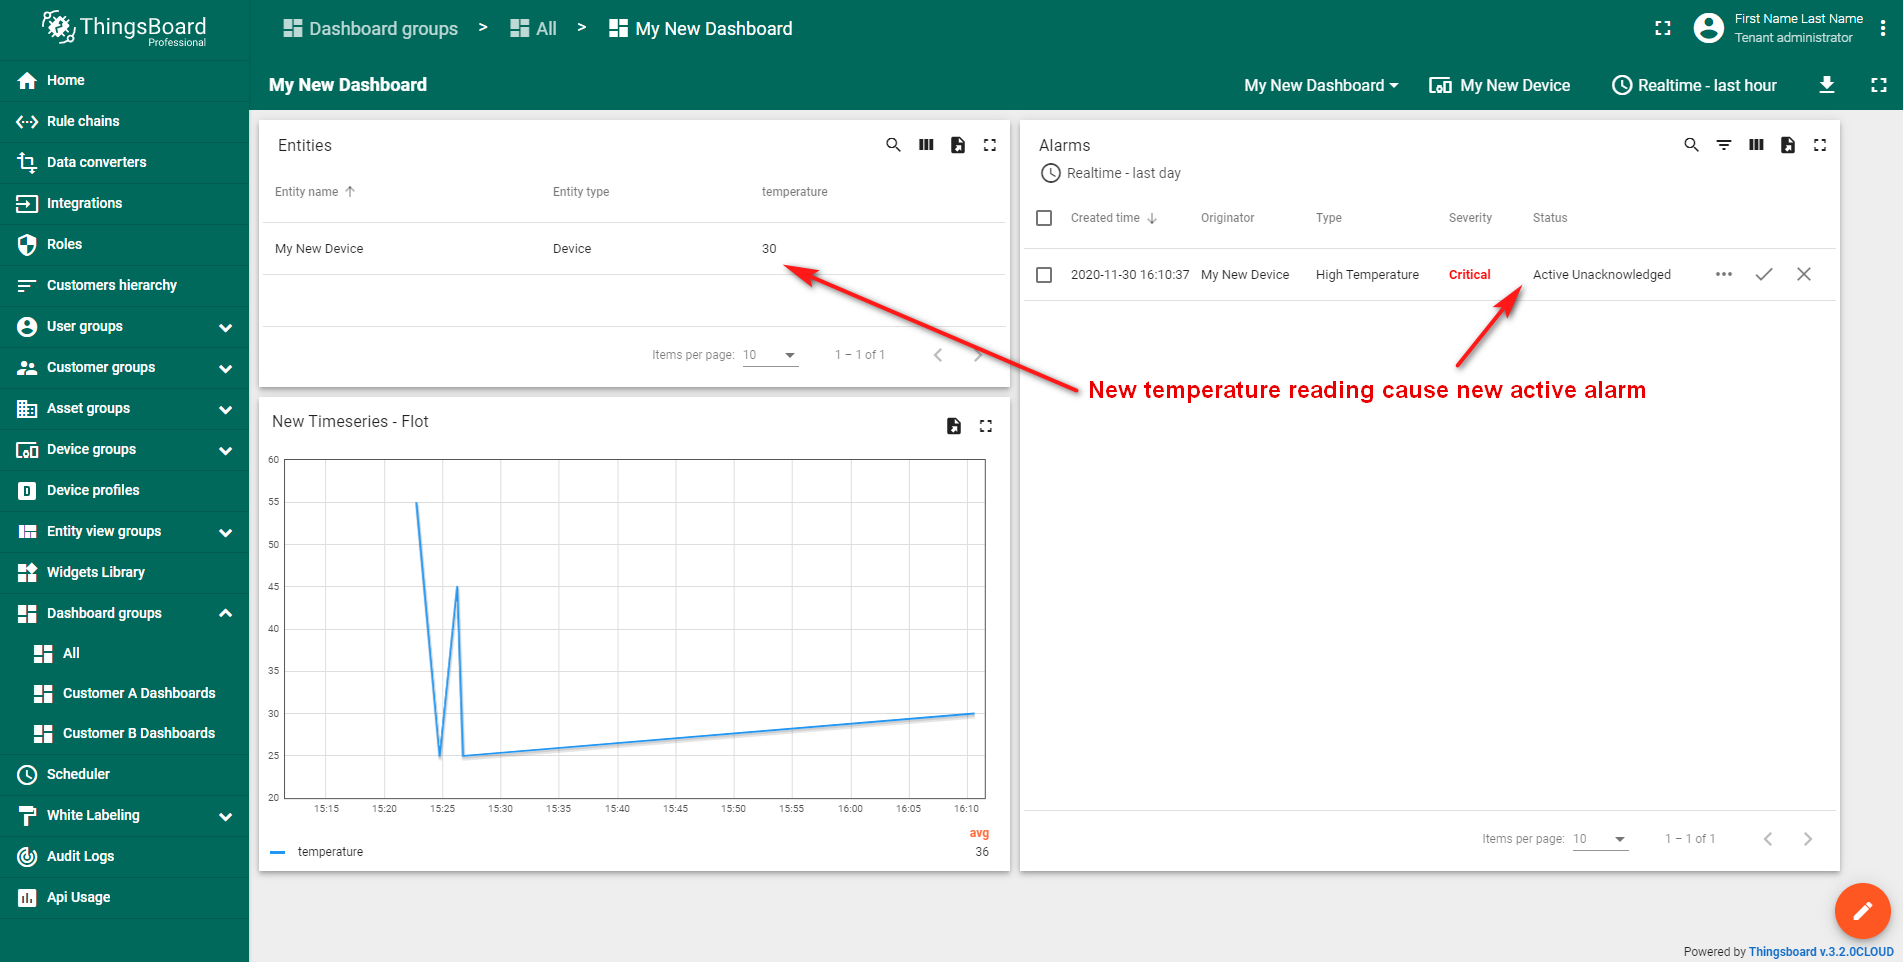 ThingsBoard
Professional
Home
Rule chains
Data converters
Integrations
Roles
Customers hierarchy
User groups
Customer groups
Asset groups
Device groups
Device profiles
Entity view groups
Widgets Library
Dashboard groups
All
Customer A Dashboards
Customer B Dashboards
Scheduler
White Labeling
Audit Logs
Api Usage
Dashboard groups > All > My New Dashboard
First Name Last Name
Tenant administrator
My New Dashboard
My New Dashboard My New Device Realtime - last hour
Entities
Entity name Entity type temperature
My New Device Device 30
Items per page: 10 1 – 1 of 1
New Timeseries - Flot
60
55
50
45
40
35
30
25
20
15:15 15:20 15:25 15:30 15:35 15:40 15:45 15:50 15:55 16:00 16:05 16:10
avg
temperature 36
Alarms
Realtime - last day
Created time Originator Type Severity Status
2020-11-30 16:10:37 My New Device High Temperature Critical Active Unacknowledged
New temperature reading cause new active alarm
Items per page: 10 1 – 1 of 1
Powered by Thingsboard v.3.2.0CLOUD